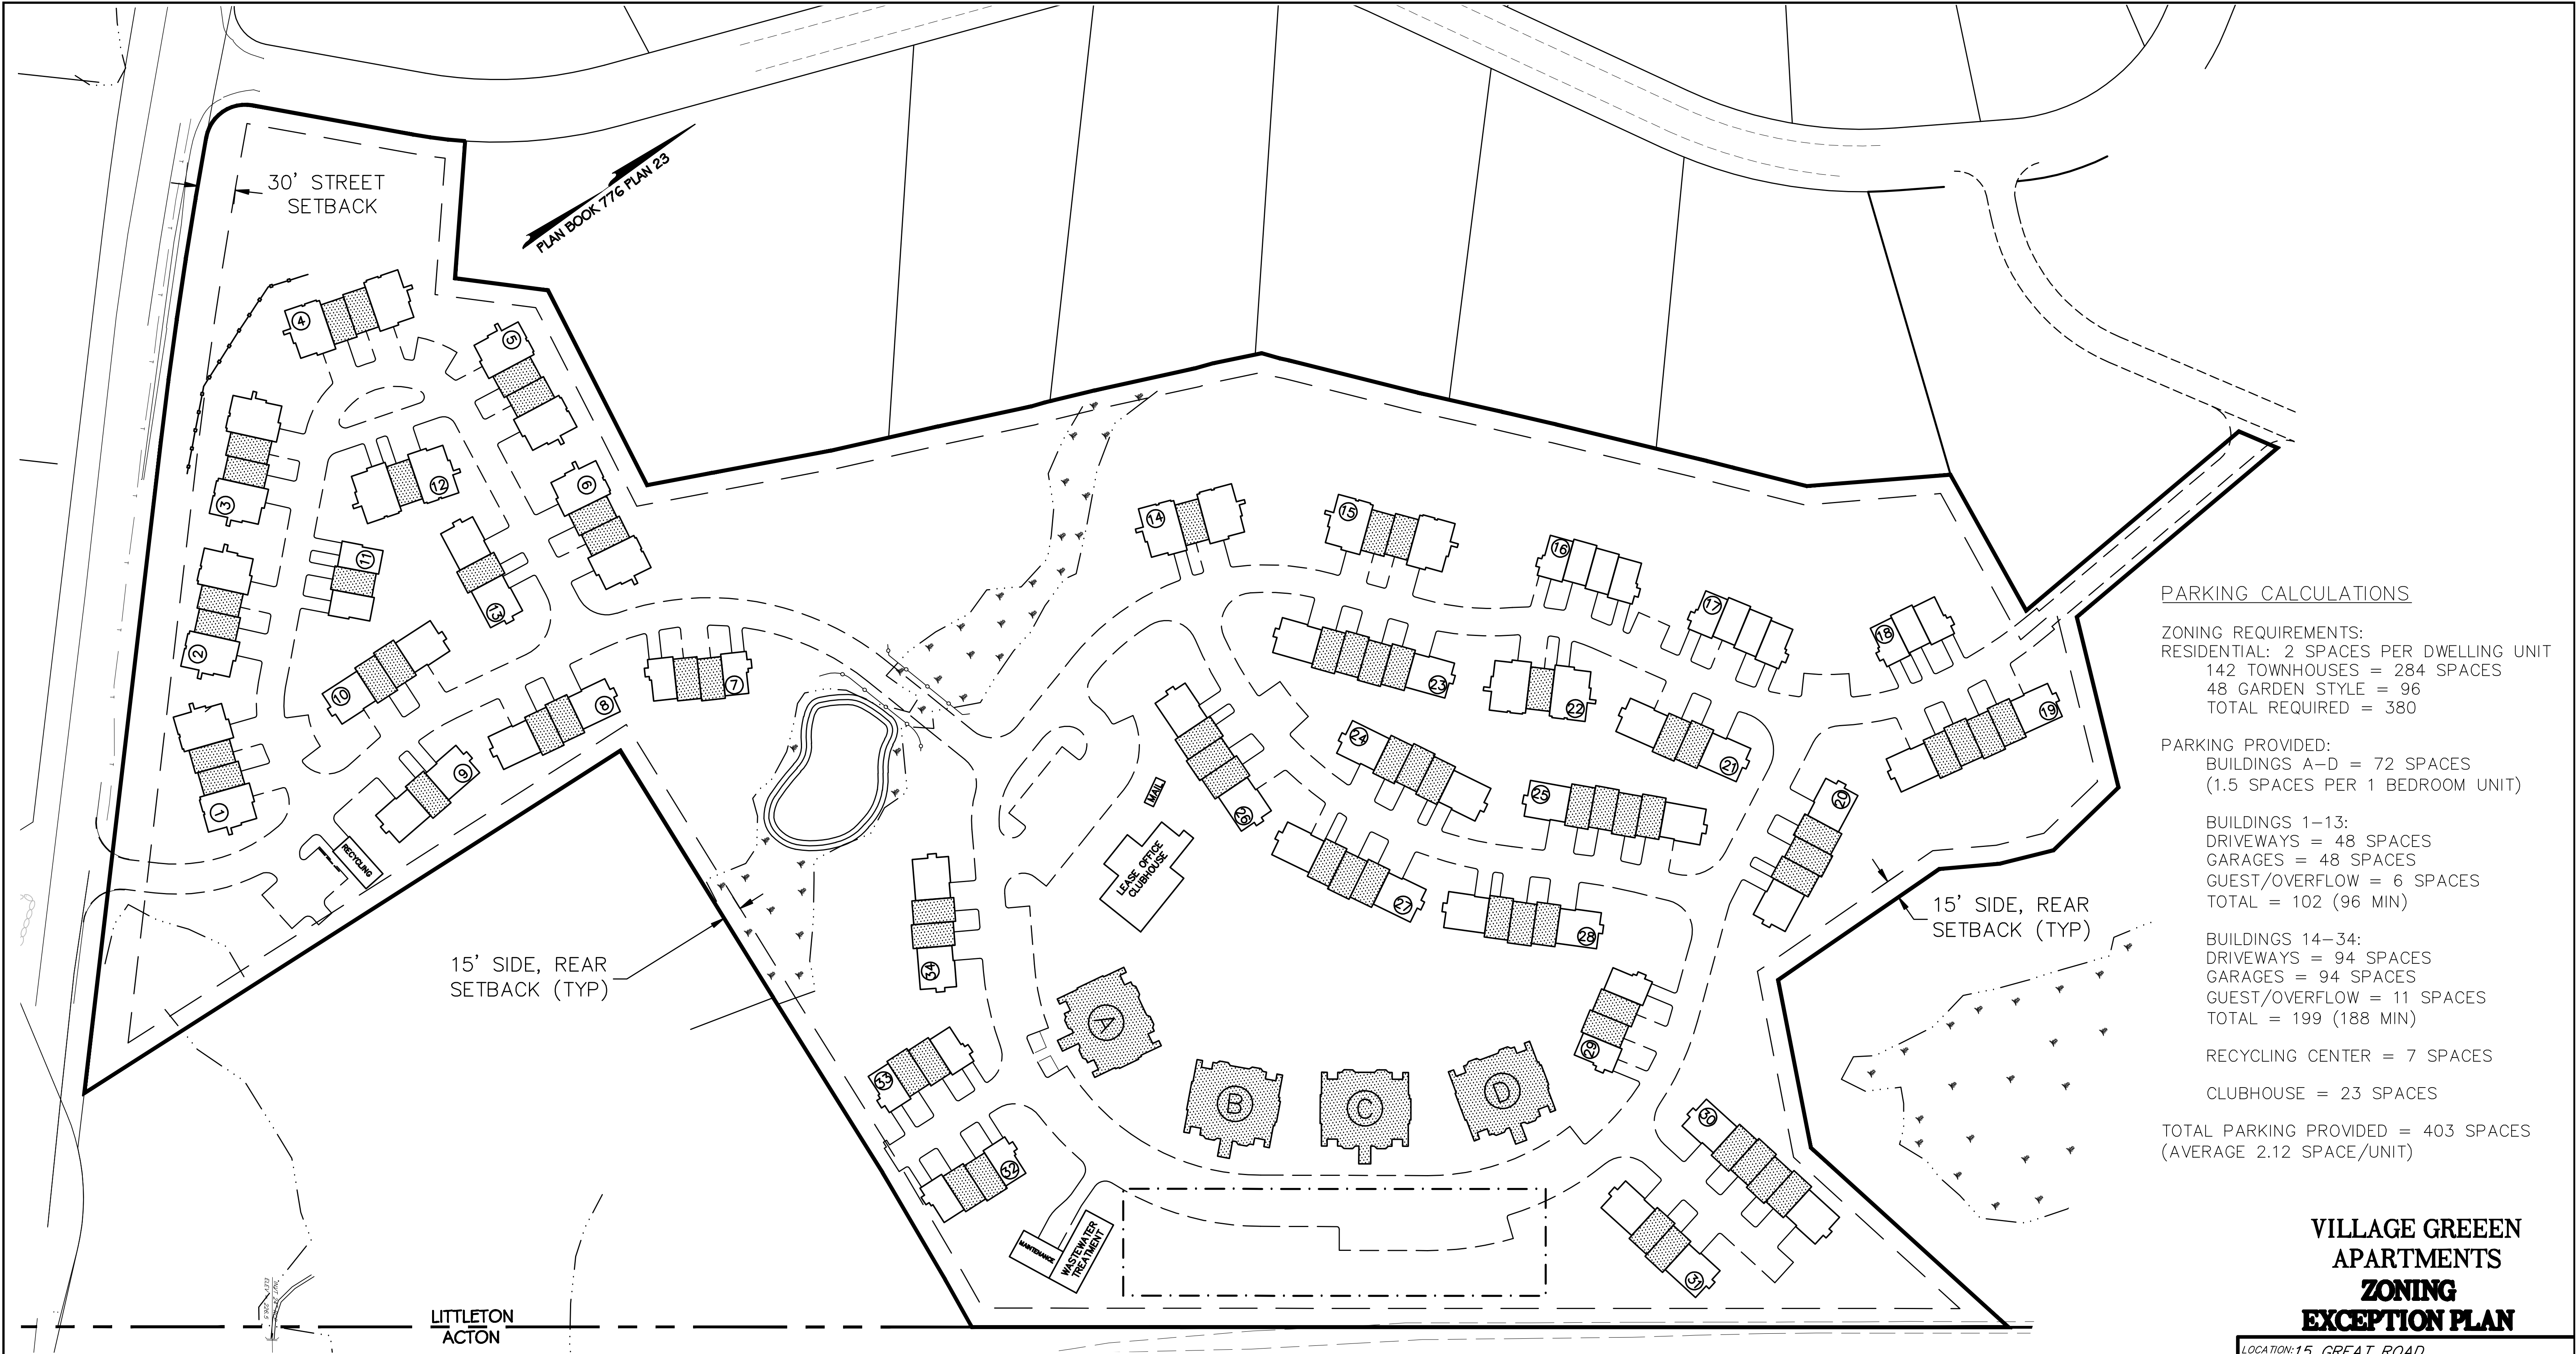 30' STREET
SETBACK
PLAN BOOK 776 PLAN 23
4
5
3
12
6
11
13
2
10
8
7
9
1
RECYCLING
14
15
16
17
18
23
22
19
24
21
25
20
26
MAIL
LEASE OFFICE
CLUBHOUSE
27
28
34
29
A
B
C
D
33
32
30
31
MAINTENANCE
WASTEWATER
TREATMENT
15' SIDE, REAR
SETBACK (TYP)
15' SIDE, REAR
SETBACK (TYP)
LITTLETON
ACTON
PARKING CALCULATIONS
ZONING REQUIREMENTS:
RESIDENTIAL: 2 SPACES PER DWELLING UNIT
142 TOWNHOUSES = 284 SPACES
48 GARDEN STYLE = 96
TOTAL REQUIRED = 380
PARKING PROVIDED:
BUILDINGS A-D = 72 SPACES
(1.5 SPACES PER 1 BEDROOM UNIT)
BUILDINGS 1-13:
DRIVEWAYS = 48 SPACES
GARAGES = 48 SPACES
GUEST/OVERFLOW = 6 SPACES
TOTAL = 102 (96 MIN)
BUILDINGS 14-34:
DRIVEWAYS = 94 SPACES
GARAGES = 94 SPACES
GUEST/OVERFLOW = 11 SPACES
TOTAL = 199 (188 MIN)
RECYCLING CENTER = 7 SPACES
CLUBHOUSE = 23 SPACES
TOTAL PARKING PROVIDED = 403 SPACES
(AVERAGE 2.12 SPACE/UNIT)
VILLAGE GREEEN
APARTMENTS
ZONING
EXCEPTION PLAN
LOCATION: 15 GREAT ROAD